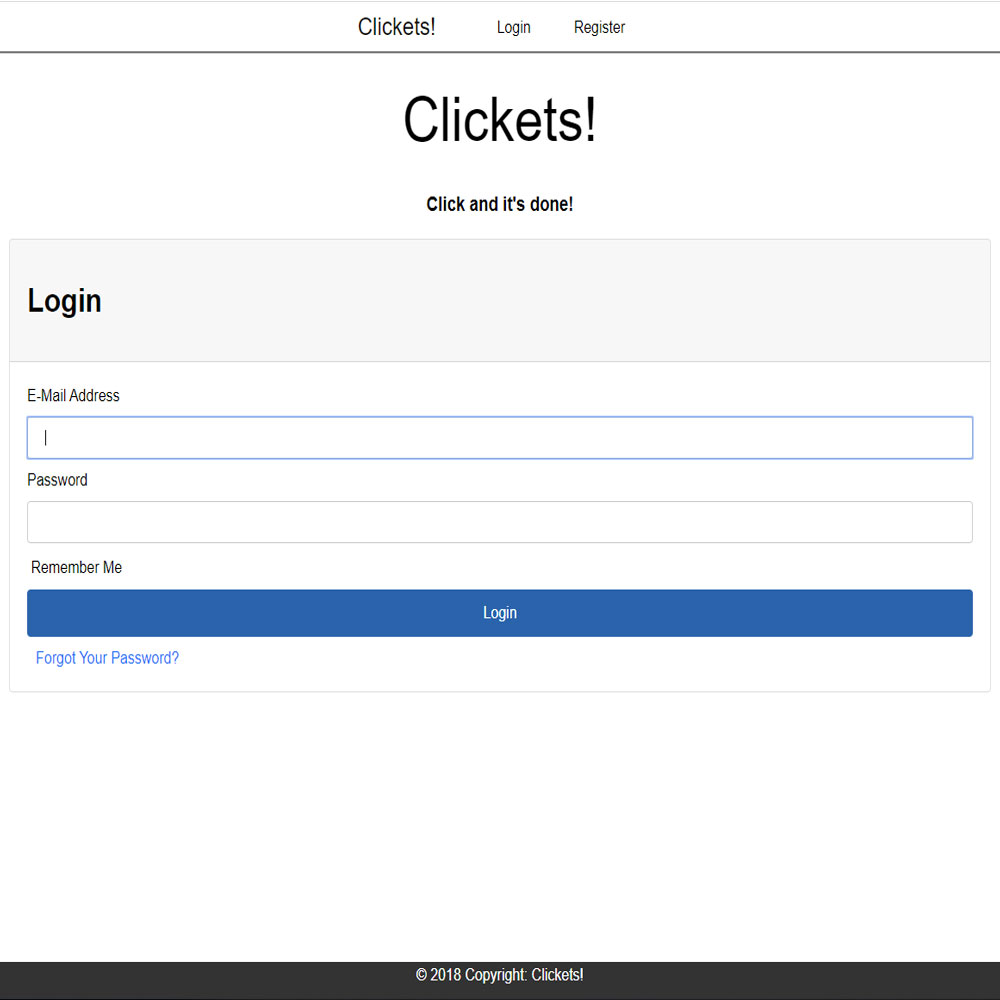 Clickets! Login Register
Clickets!
Click and it's done!
Login
E-Mail Address
Password
Remember Me
Login
Forgot Your Password?
© 2018 Copyright: Clickets!